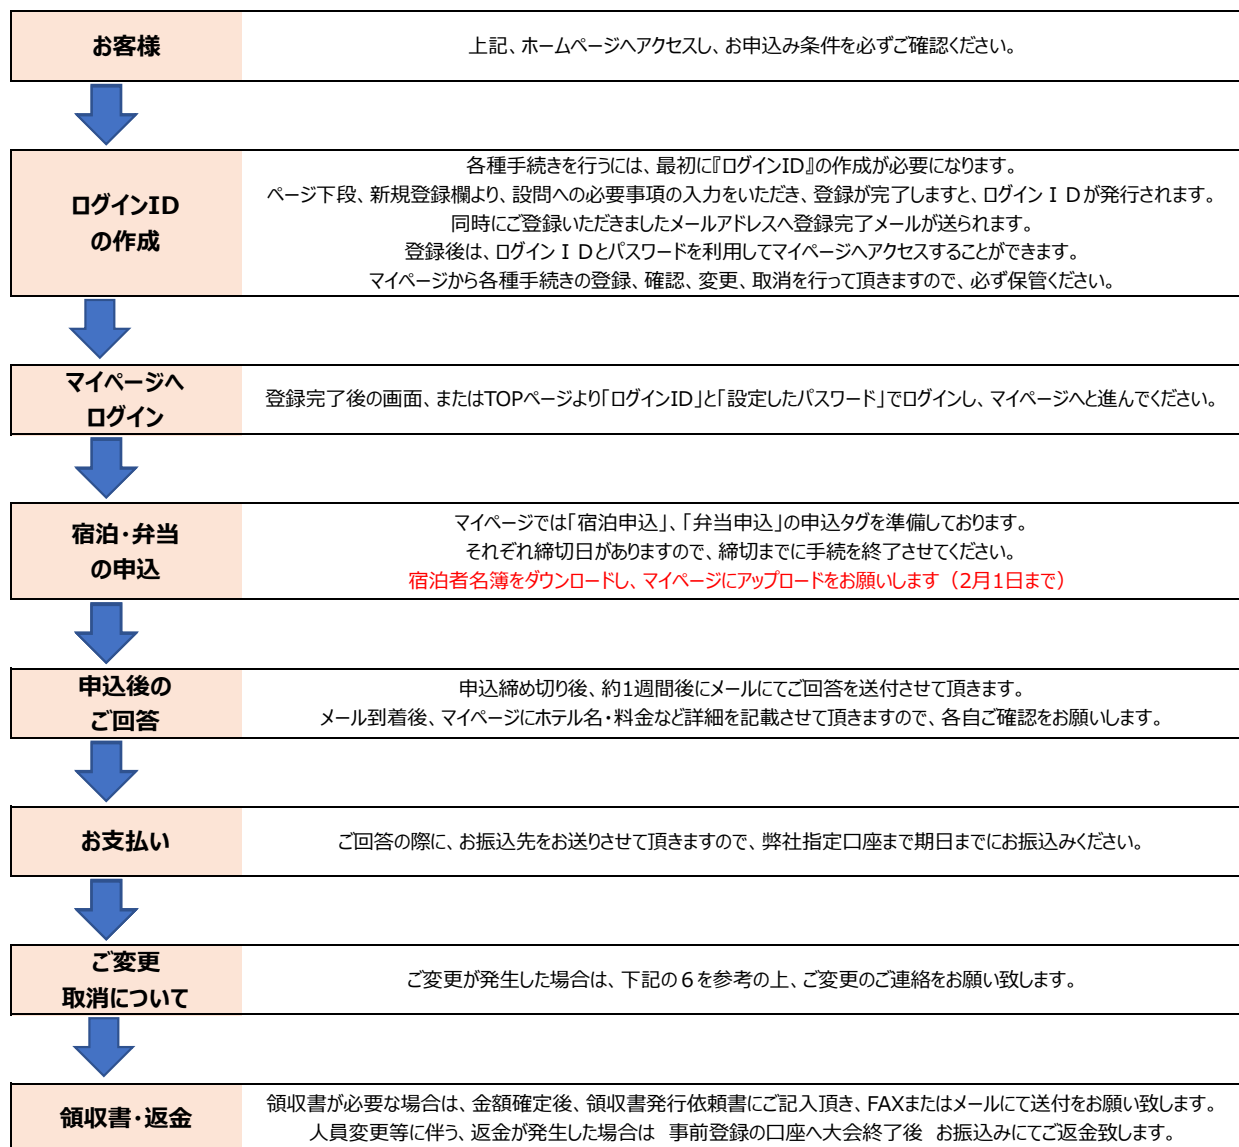 お客様
上記、ホームページへアクセスし、お申込み条件を必ずご確認ください。
ログインID
の作成
各種手続きを行うには、最初に『ログインID』の作成が必要になります。
ページ下段、新規登録欄より、設問への必要事項の入力をいただき、登録が完了しますと、ログインＩＤが発行されます。
同時にご登録いただきましたメールアドレスへ登録完了メールが送られます。
登録後は、ログインＩＤとパスワードを利用してマイページへアクセスすることができます。
マイページから各種手続きの登録、確認、変更、取消を行って頂きますので、必ず保管ください。
マイページへ
ログイン
登録完了後の画面、またはTOPページより「ログインID」と「設定したパスワード」でログインし、マイページへと進んでください。
宿泊・弁当
の申込
マイページでは「宿泊申込」、「弁当申込」の申込タグを準備しております。
それぞれ締切日がありますので、締切までに手続を終了させてください。
宿泊者名簿をダウンロードし、マイページにアップロードをお願いします（2月1日まで）
申込後の
ご回答
申込締め切り後、約1週間後にメールにてご回答を送付させて頂きます。
メール到着後、マイページにホテル名・料金など詳細を記載させて頂きますので、各自ご確認をお願いします。
お支払い
ご回答の際に、お振込先をお送りさせて頂きますので、弊社指定口座まで期日までにお振込みください。
ご変更
取消について
ご変更が発生した場合は、下記の６を参考の上、ご変更のご連絡をお願い致します。
領収書・返金
領収書が必要な場合は、金額確定後、領収書発行依頼書にご記入頂き、FAXまたはメールにて送付をお願い致します。
人員変更等に伴う、返金が発生した場合は　事前登録の口座へ大会終了後　お振込みにてご返金致します。